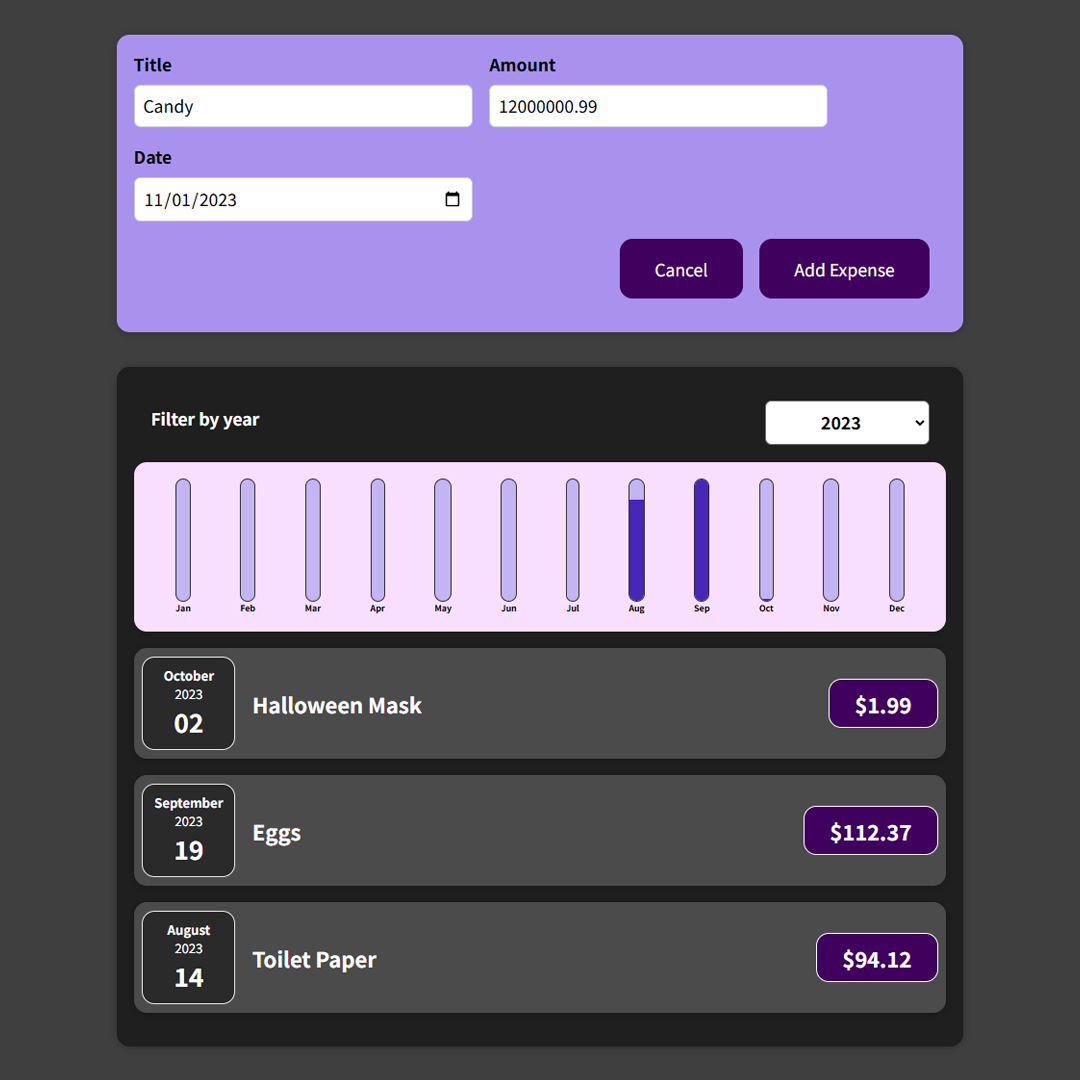 Title Amount
Candy 12000000.99
Date
11/01/2023
Cancel Add Expense
Filter by year 2023
Jan Feb Mar Apr May Jun Jul Aug Sep Oct Nov Dec
October
2023
02
Halloween Mask
$1.99
September
2023
19
Eggs
$112.37
August
2023
14
Toilet Paper
$94.12